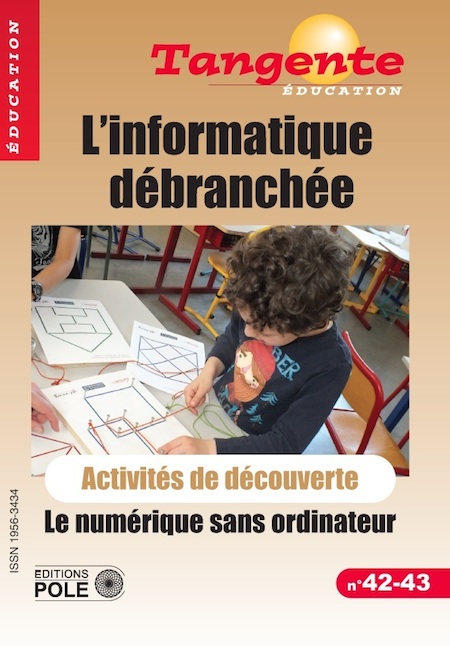 ÉDUCATION
Tangente
ÉDUCATION
L'informatique
débranchée
Activités de découverte
Le numérique sans ordinateur
ISSN 1956-3434
EDITIONS
POLE
n°42-43